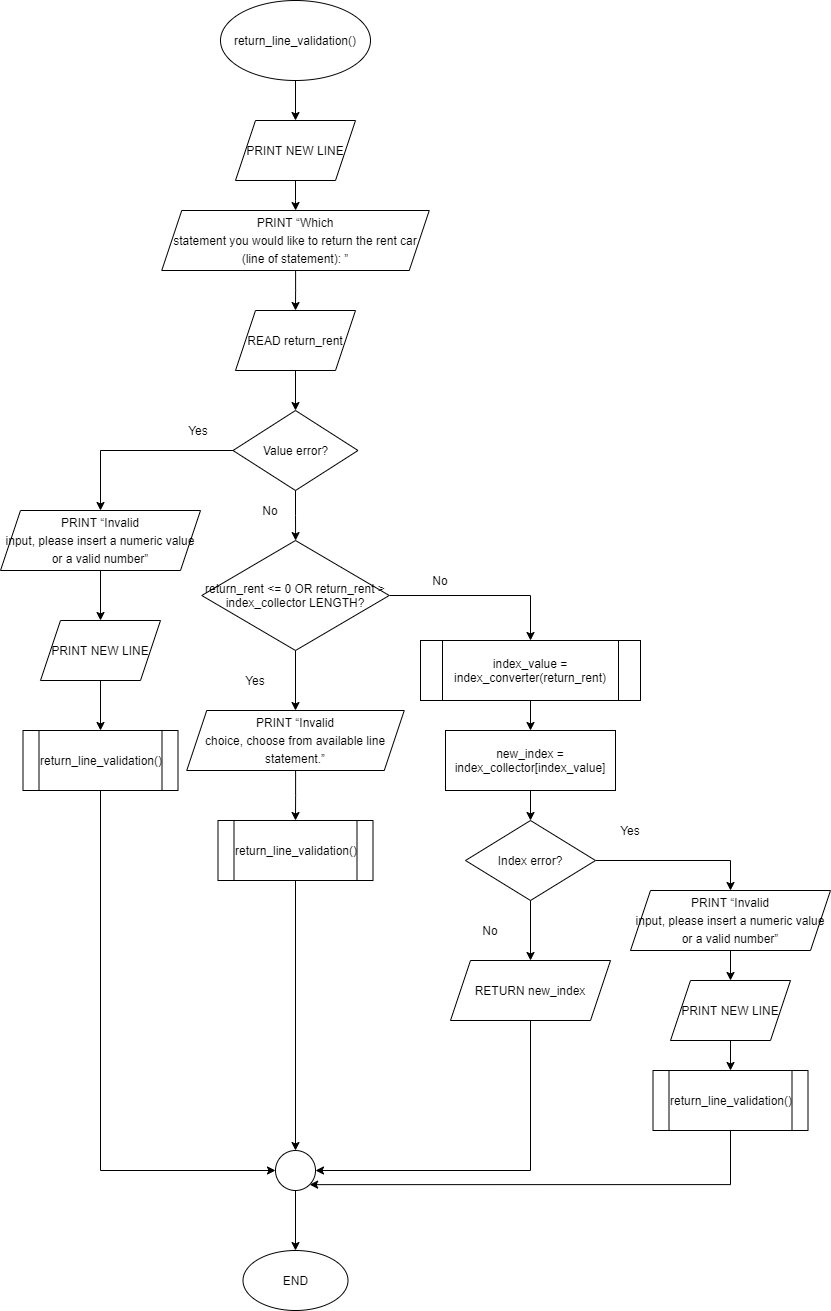 return_line_validation()
PRINT NEW LINE
PRINT “Which
statement you would like to return the rent car
(line of statement): ”
READ return_rent
Value error?
Yes
No
PRINT “Invalid
input, please insert a numeric value
or a valid number”
PRINT NEW LINE
return_line_validation()
return_rent <= 0 OR return_rent >
index_collector LENGTH?
No
Yes
PRINT “Invalid
choice, choose from available line
statement.”
return_line_validation()
index_value =
index_converter(return_rent)
new_index =
index_collector[index_value]
Index error?
Yes
No
RETURN new_index
PRINT “Invalid
input, please insert a numeric value
or a valid number”
PRINT NEW LINE
return_line_validation()
END